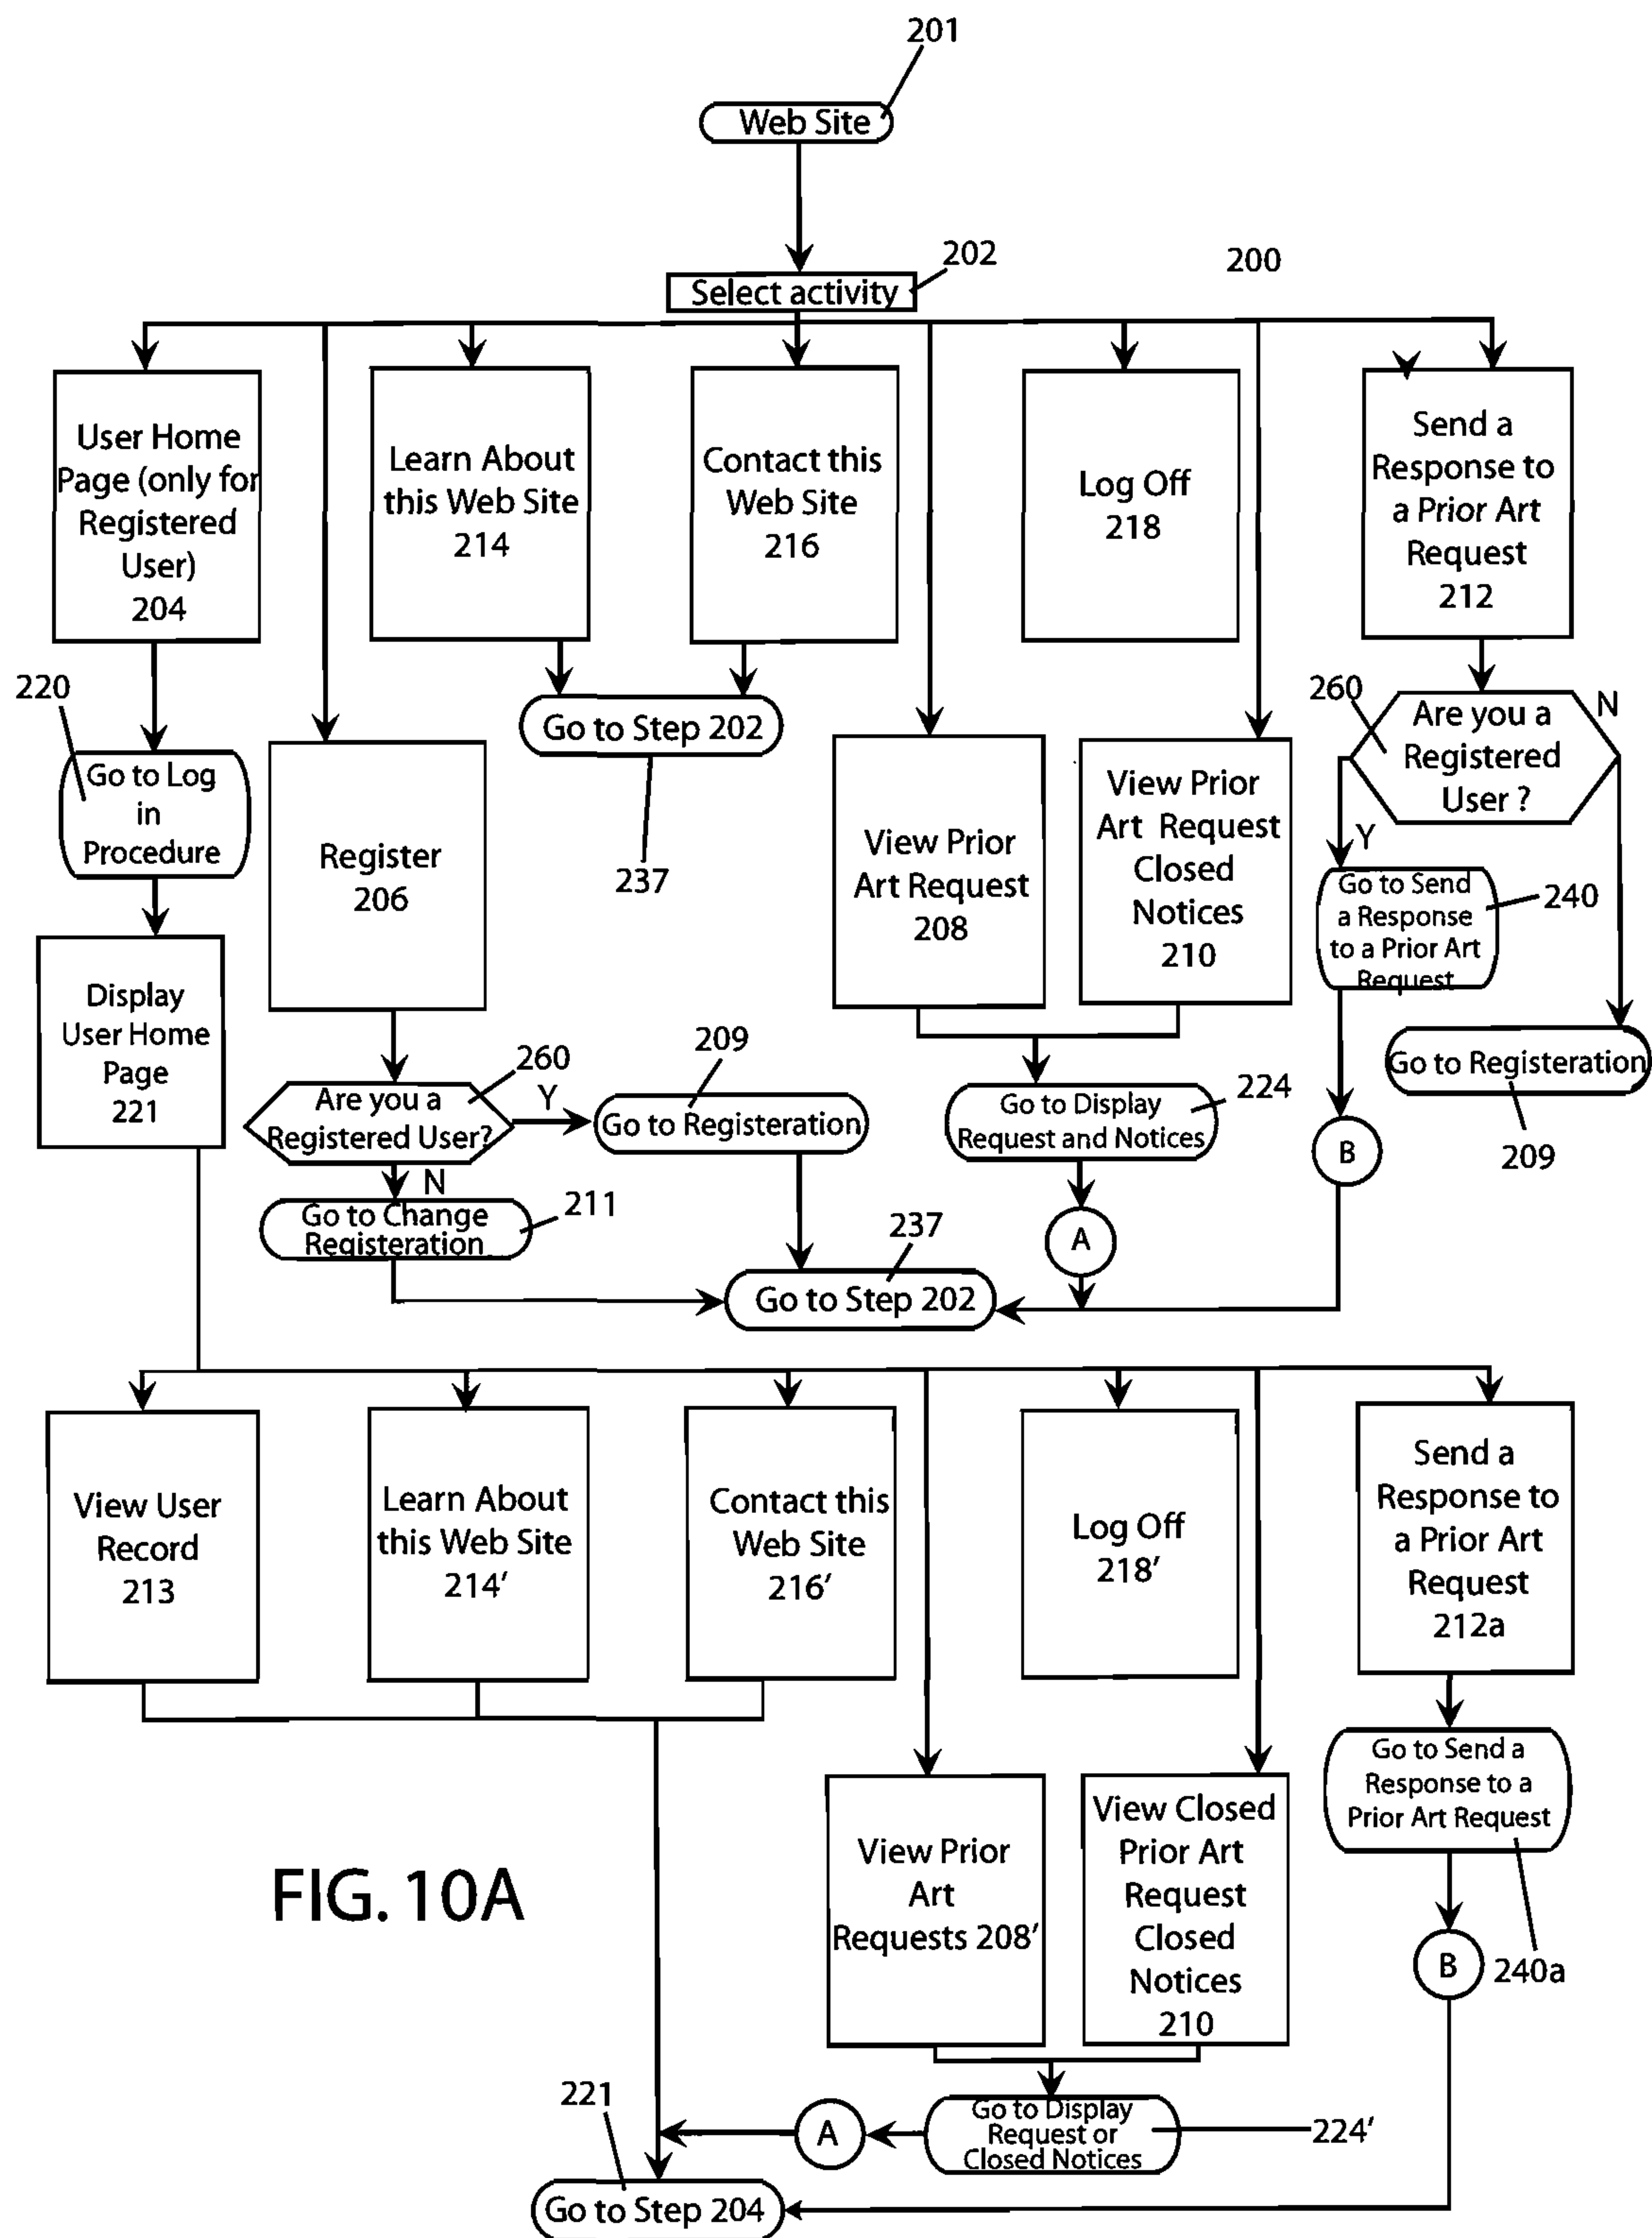 201
Web Site
202
200
Select activity
User Home
Page (only for
Registered
User)
204
Learn About
this Web Site
214
Contact this
Web Site
216
Log Off
218
Send a
Response to
a Prior Art
Request
212
220
Go to Log
in
Procedure
Go to Step 202
237
260
Are you a
Registered
User ?
N
Y
Register
206
View Prior
Art Request
208
View Prior
Art Request
Closed
Notices
210
Go to Send
a Response
to a Prior Art
Request
240
Display
User Home
Page
221
260
Are you a
Registered User?
Y
N
209
Go to Registeration
Go to Display
Request and Notices
224
B
Go to Registeration
209
Go to Change
Registeration
211
A
237
Go to Step 202
View User
Record
213
Learn About
this Web Site
214′
Contact this
Web Site
216′
Log Off
218′
Send a
Response to
a Prior Art
Request
212a
Go to Send a
Response to a
Prior Art Request
240a
View Prior
Art
Requests 208′
View Closed
Prior Art
Request
Closed
Notices
210
B
FIG. 10A
221
A
Go to Display
Request or
Closed Notices
224′
Go to Step 204